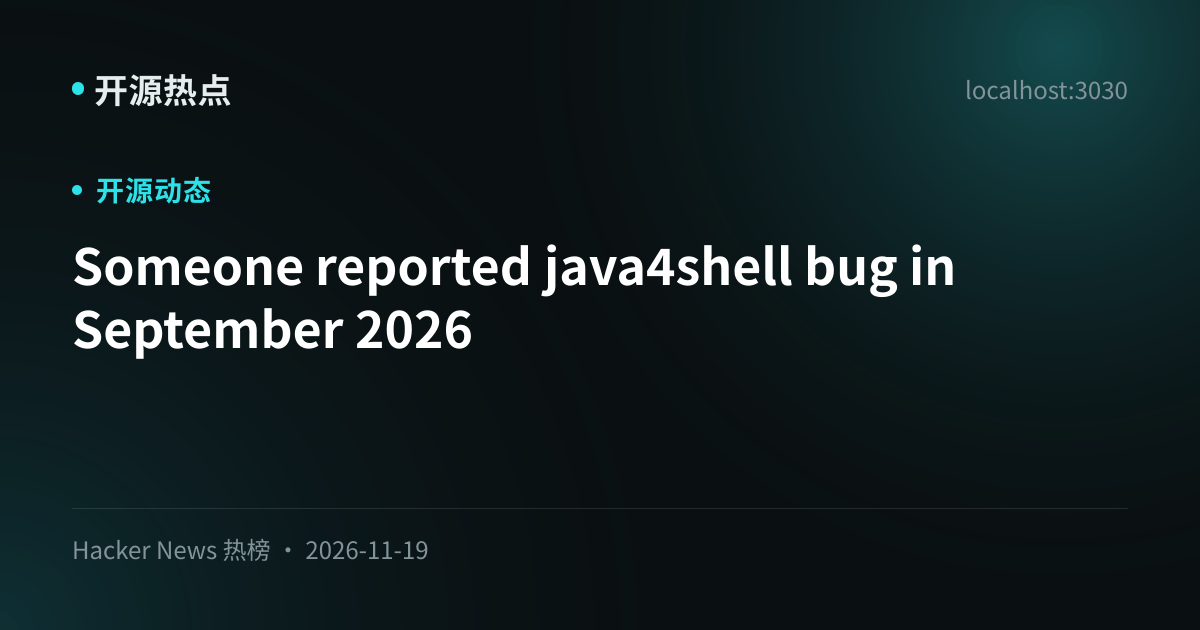 开源热点
localhost:3030
开源动态
Someone reported java4shell bug in
September 2026
Hacker News 热榜 · 2026-11-19